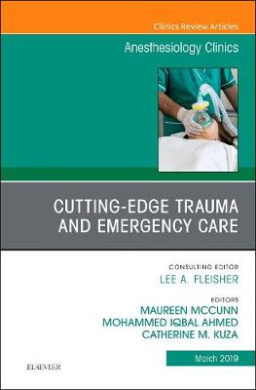 Clinics Review Articles
Anesthesiology Clinics
CUTTING-EDGE TRAUMA
AND EMERGENCY CARE
CONSULTING EDITOR
LEE A. FLEISHER
EDITORS
MAUREEN MCCUNN
MOHAMMED IQBAL AHMED
CATHERINE M. KUZA
ELSEVIER
March 2019